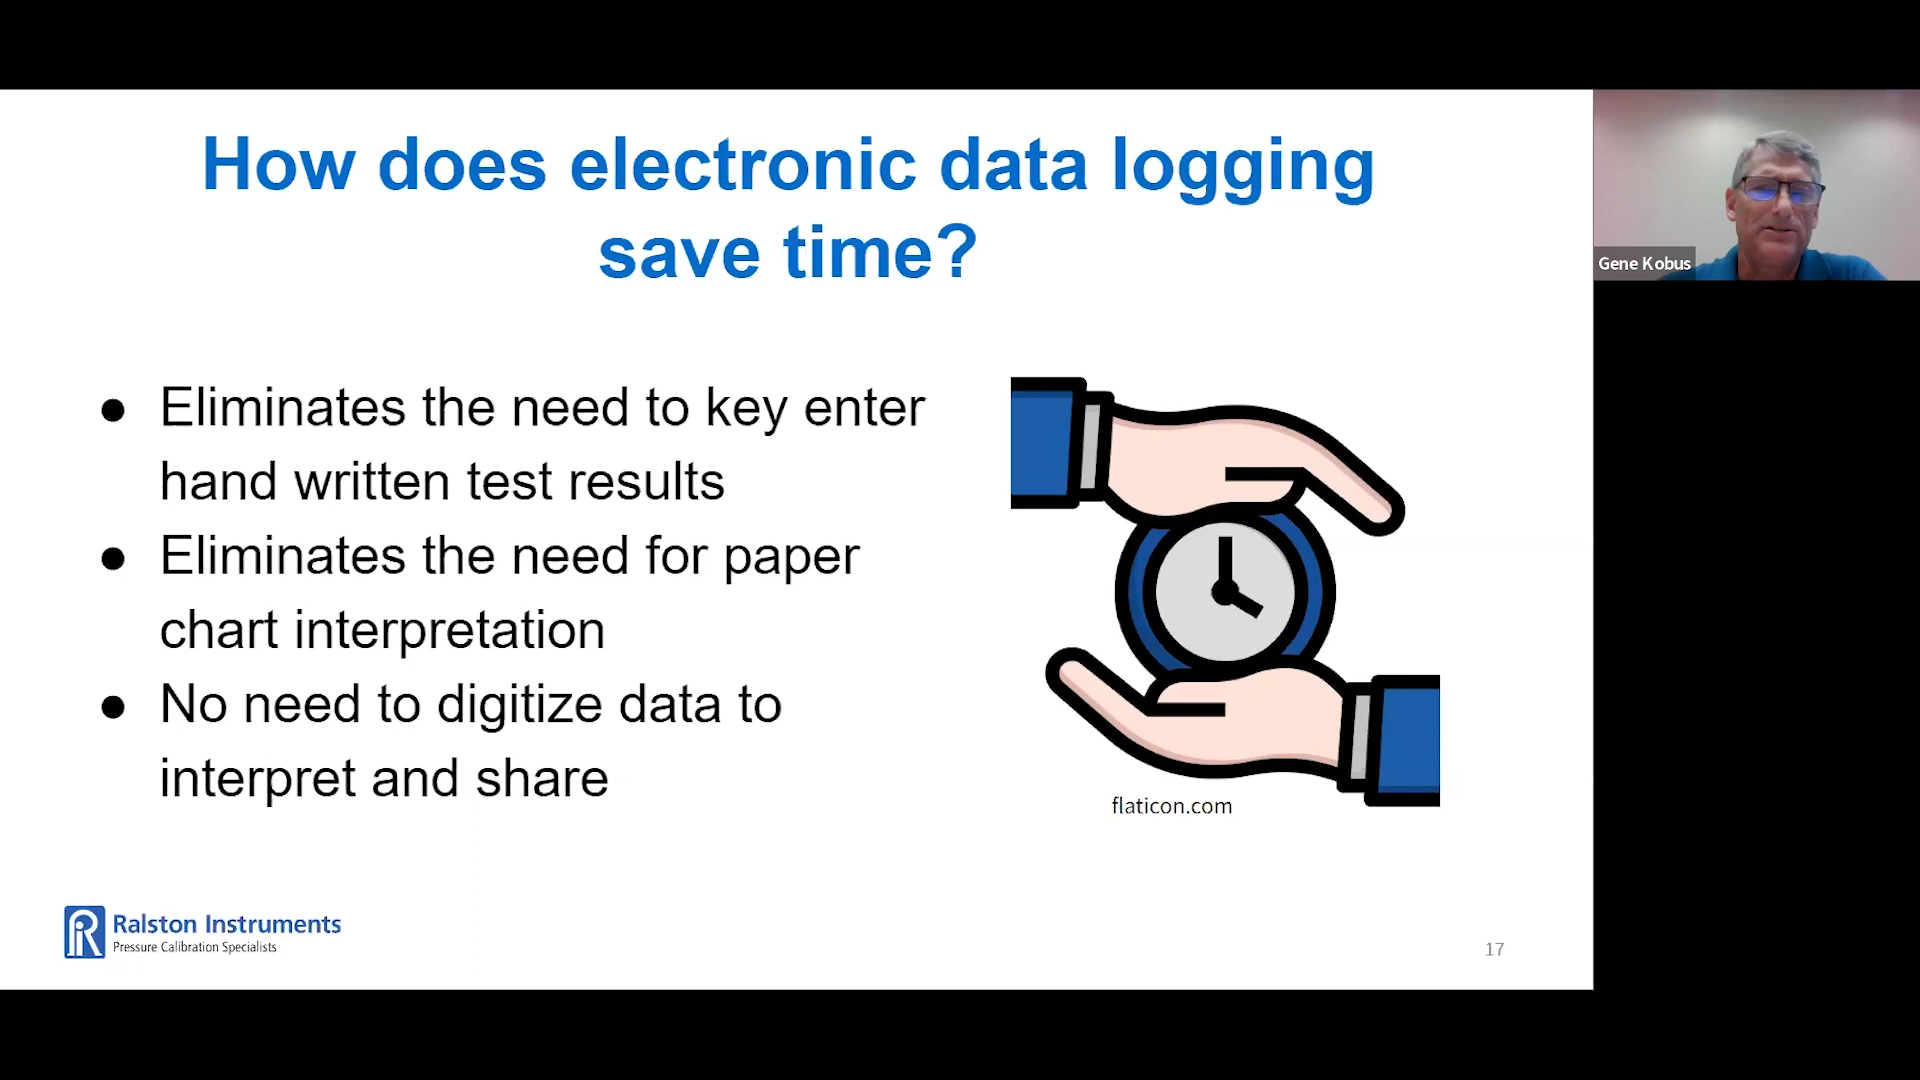 How does electronic data logging
save time?
Gene Kobus
● Eliminates the need to key enter
hand written test results
● Eliminates the need for paper
chart interpretation
● No need to digitize data to
interpret and share
flaticon.com
Ralston Instruments
Pressure Calibration Specialists
17